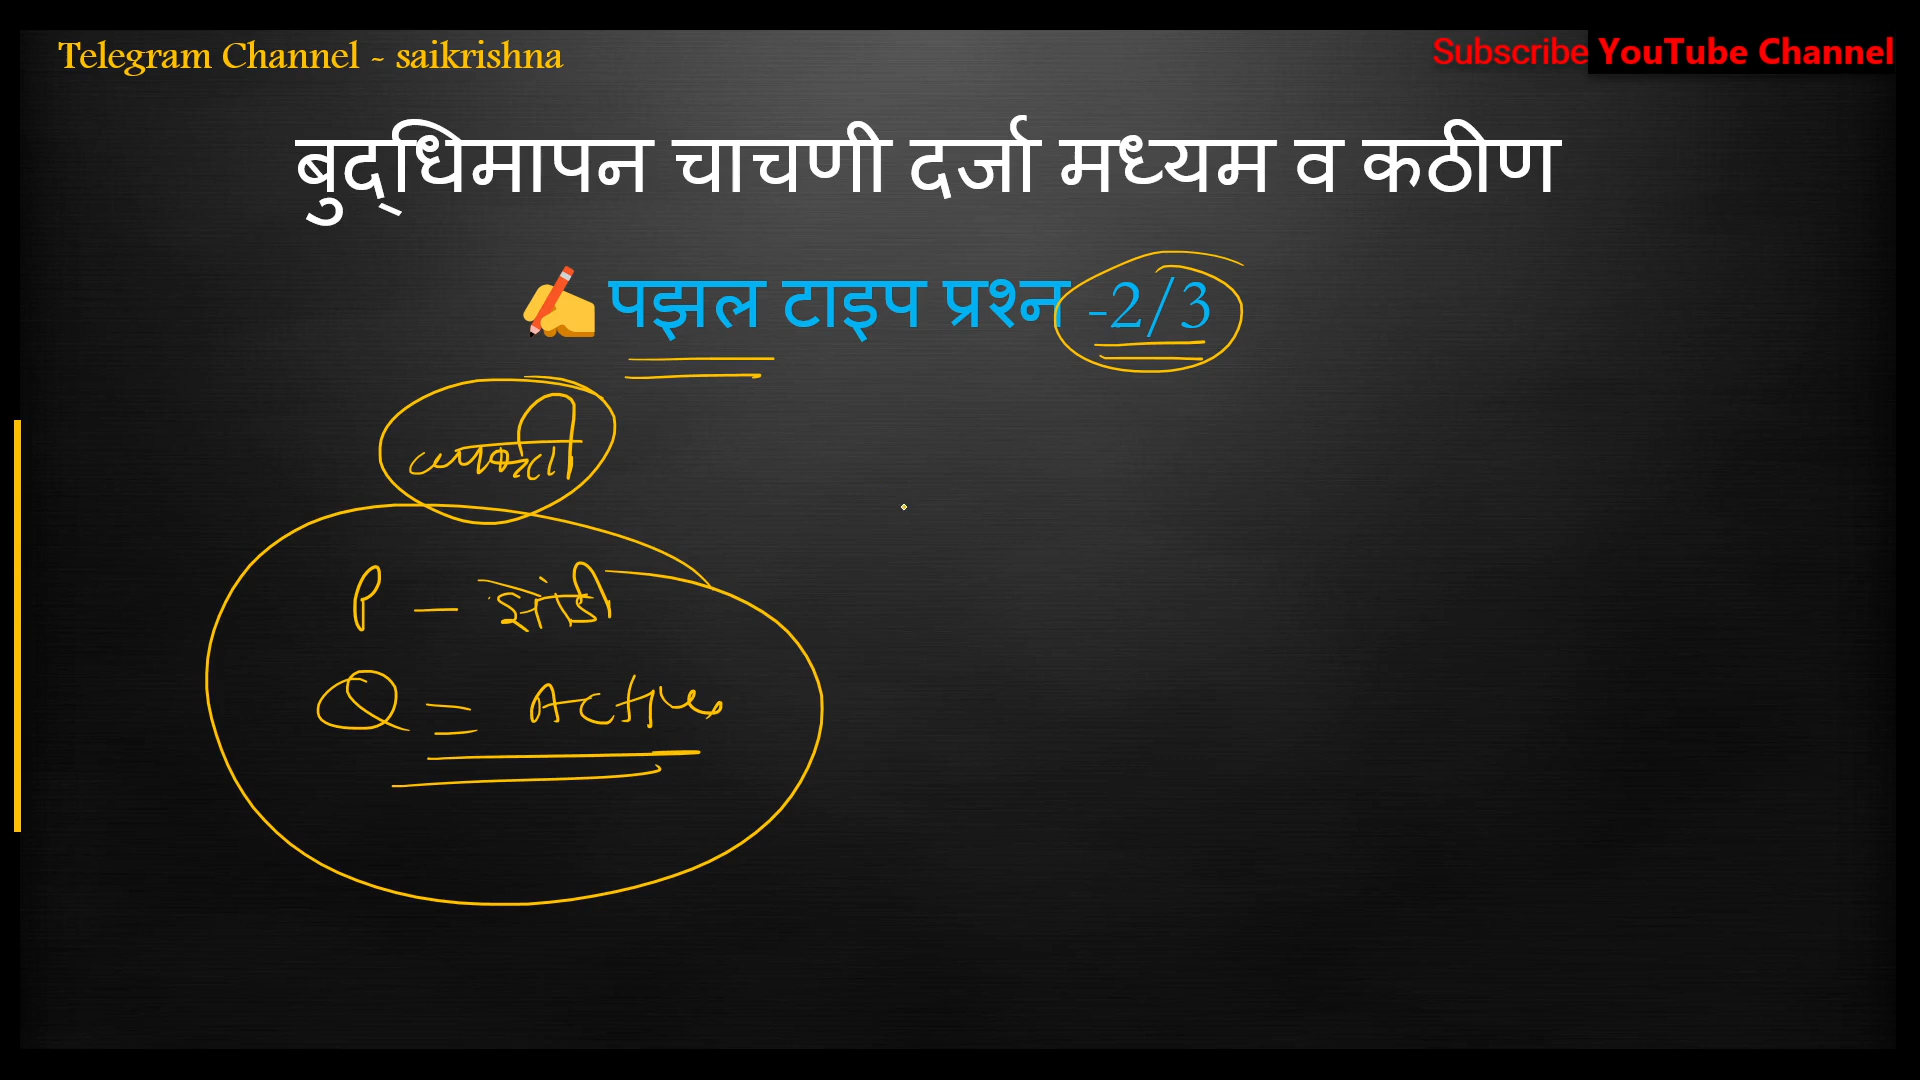 Telegram Channel - saikrishna
Subscribe YouTube Channel
बुद्धिमापन चाचणी दर्जा मध्यम व कठीण
✍ पझल टाइप प्रश्न -2/3
व्यक्ती
P -
Q = Active